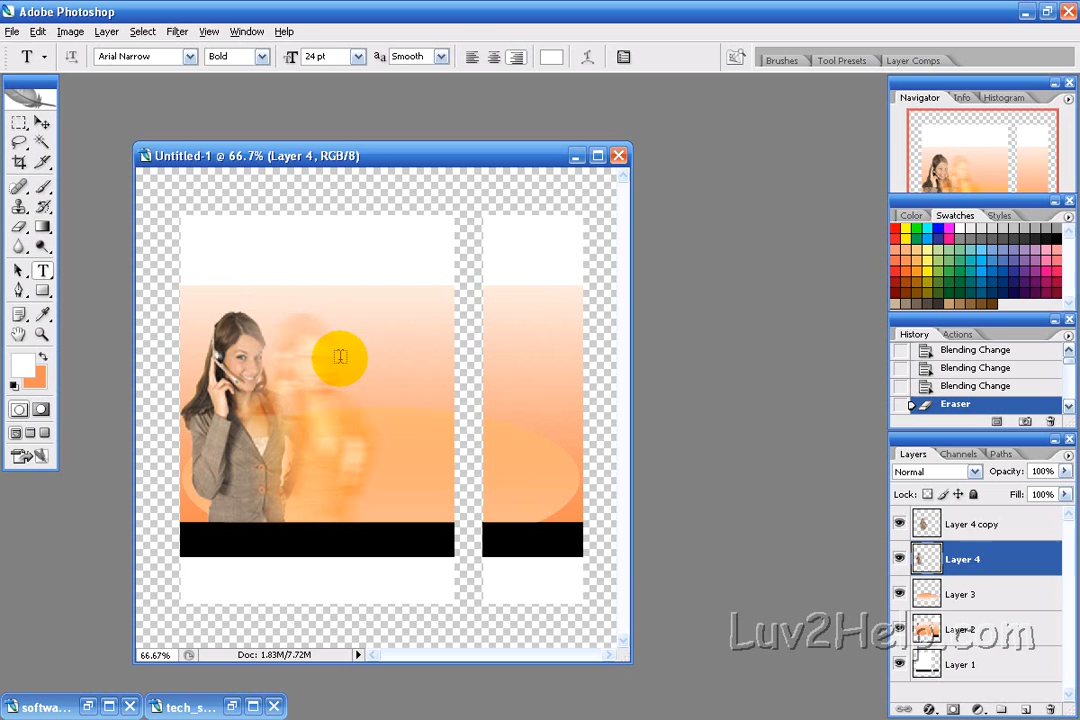 Adobe Photoshop
File Edit Image Layer Select Filter View Window Help
T Arial Narrow Bold T 24 pt aa Smooth Brushes Tool Presets Layer Comps
Untitled-1 @ 66.7% (Layer 4, RGB/8)
Navigator Info Histogram
Color Swatches Styles
History Actions
Blending Change
Blending Change
Blending Change
Eraser
Layers Channels Paths
Normal Opacity: 100%
Lock: Fill: 100%
Layer 4 copy
Layer 4
Layer 3
Layer 2
Layer 1
Luv2Help.com
66.67% Doc: 1.83M/7.72M
softwa... tech_s...